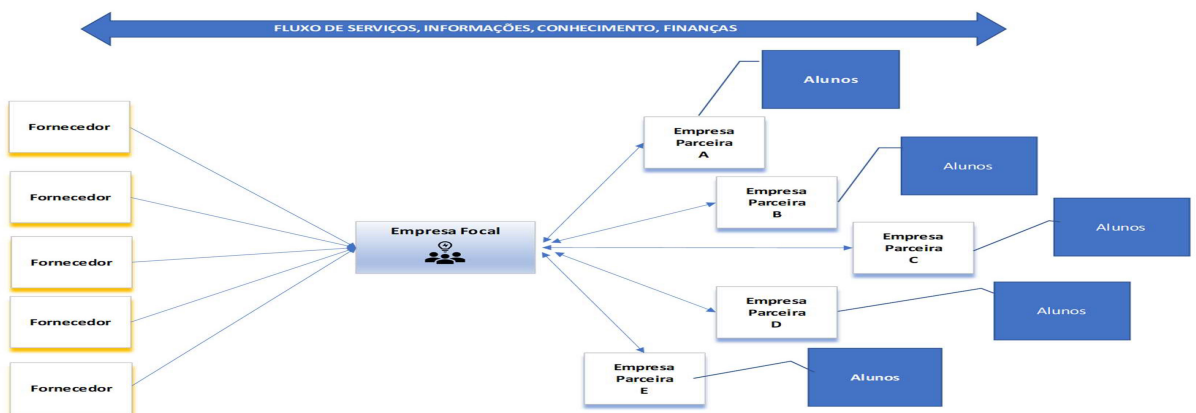 FLUXO DE SERVIÇOS, INFORMAÇÕES, CONHECIMENTO, FINANÇAS
Fornecedor
Fornecedor
Fornecedor
Fornecedor
Fornecedor
Empresa Focal
Empresa
Parceira
A
Alunos
Empresa
Parceira
B
Alunos
Empresa
Parceira
C
Alunos
Empresa
Parceira
D
Alunos
Empresa
Parceira
E
Alunos